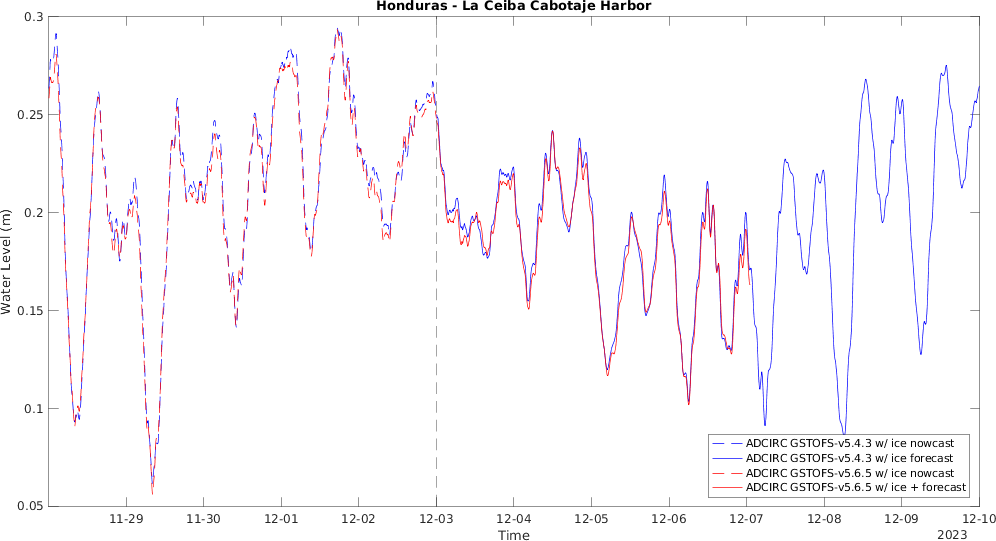 Honduras - La Ceiba Cabotaje Harbor
0.3
0.25
0.2
0.15
0.1
0.05
Water Level (m)
11-29
11-30
12-01
12-02
12-03
12-04
12-05
12-06
12-07
12-08
12-09
12-10
Time
2023
ADCIRC GSTOFS-v5.4.3 w/ ice nowcast
ADCIRC GSTOFS-v5.4.3 w/ ice forecast
ADCIRC GSTOFS-v5.6.5 w/ ice nowcast
ADCIRC GSTOFS-v5.6.5 w/ ice + forecast